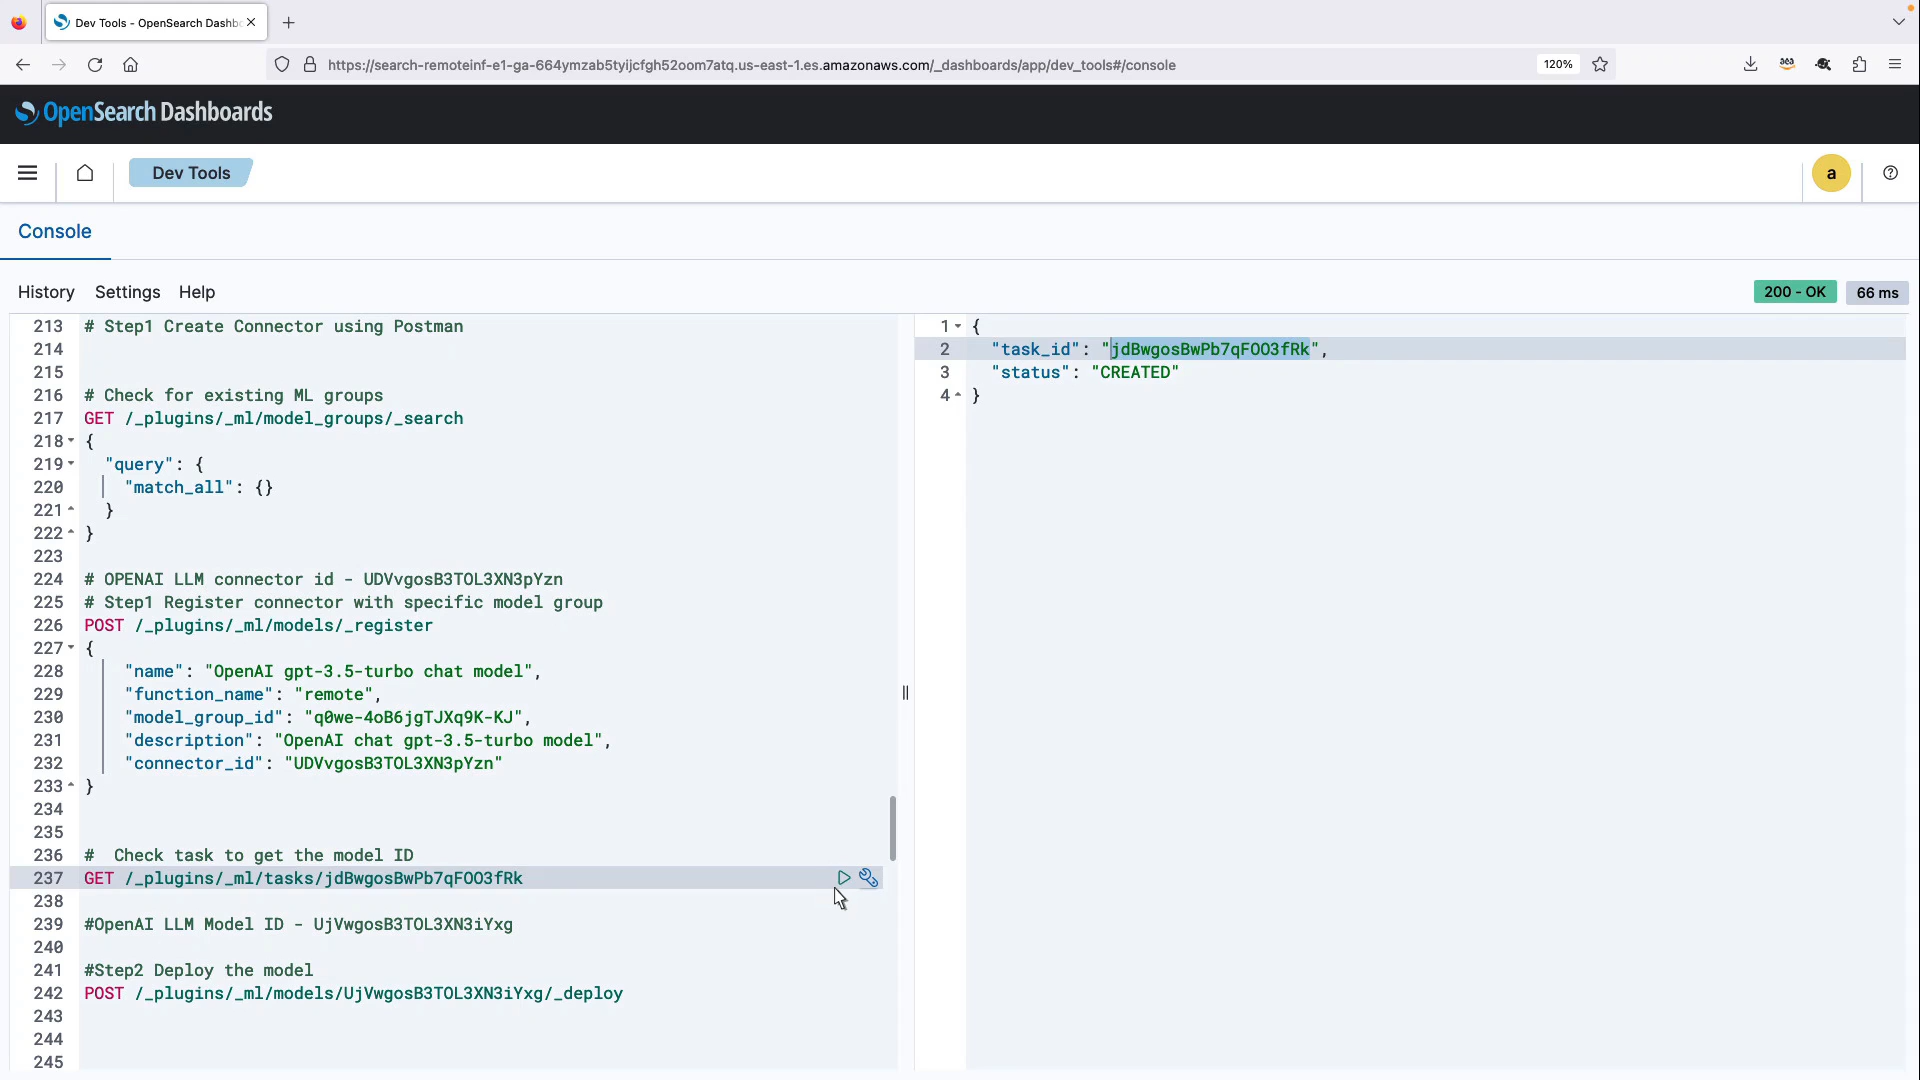 Dev Tools - OpenSearch Dashbo
https://search-remoteinf-e1-ga-664ymzab5tyijcfgh52oom7atq.us-east-1.es.amazonaws.com/_dashboards/app/dev_tools#/console
120%
aea
OpenSearch Dashboards
Dev Tools
a
Console
History Settings Help
200 - OK 66 ms
213 # Step1 Create Connector using Postman
214
215
216 # Check for existing ML groups
217 GET /_plugins/_ml/model_groups/_search
218 {
219 "query": {
220 "match_all": {}
221 }
222 }
223
224 # OPENAI LLM connector id - UDVvgosB3TOL3XN3pYzn
225 # Step1 Register connector with specific model group
226 POST /_plugins/_ml/models/_register
227 {
228 "name": "OpenAI gpt-3.5-turbo chat model",
229 "function_name": "remote",
230 "model_group_id": "q0we-4oB6jgTJXq9K-KJ",
231 "description": "OpenAI chat gpt-3.5-turbo model",
232 "connector_id": "UDVvgosB3TOL3XN3pYzn"
233 }
234
235
236 # Check task to get the model ID
237 GET /_plugins/_ml/tasks/jdBwgosBwPb7qFOO3fRk
238
239 #OpenAI LLM Model ID - UjVwgosB3TOL3XN3iYxg
240
241 #Step2 Deploy the model
242 POST /_plugins/_ml/models/UjVwgosB3TOL3XN3iYxg/_deploy
243
244
245
1 {
2 "task_id": "jdBwgosBwPb7qFOO3fRk",
3 "status": "CREATED"
4 }